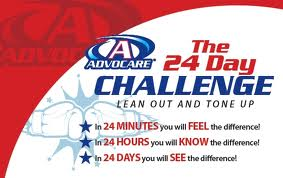 ADVOCARE
A
ADVOCARE
The
24 Day
CHALLENGE
LEAN OUT AND TONE UP
In 24 MINUTES you will FEEL the difference!
In 24 HOURS you will KNOW the difference!
In 24 DAYS you will SEE the difference!